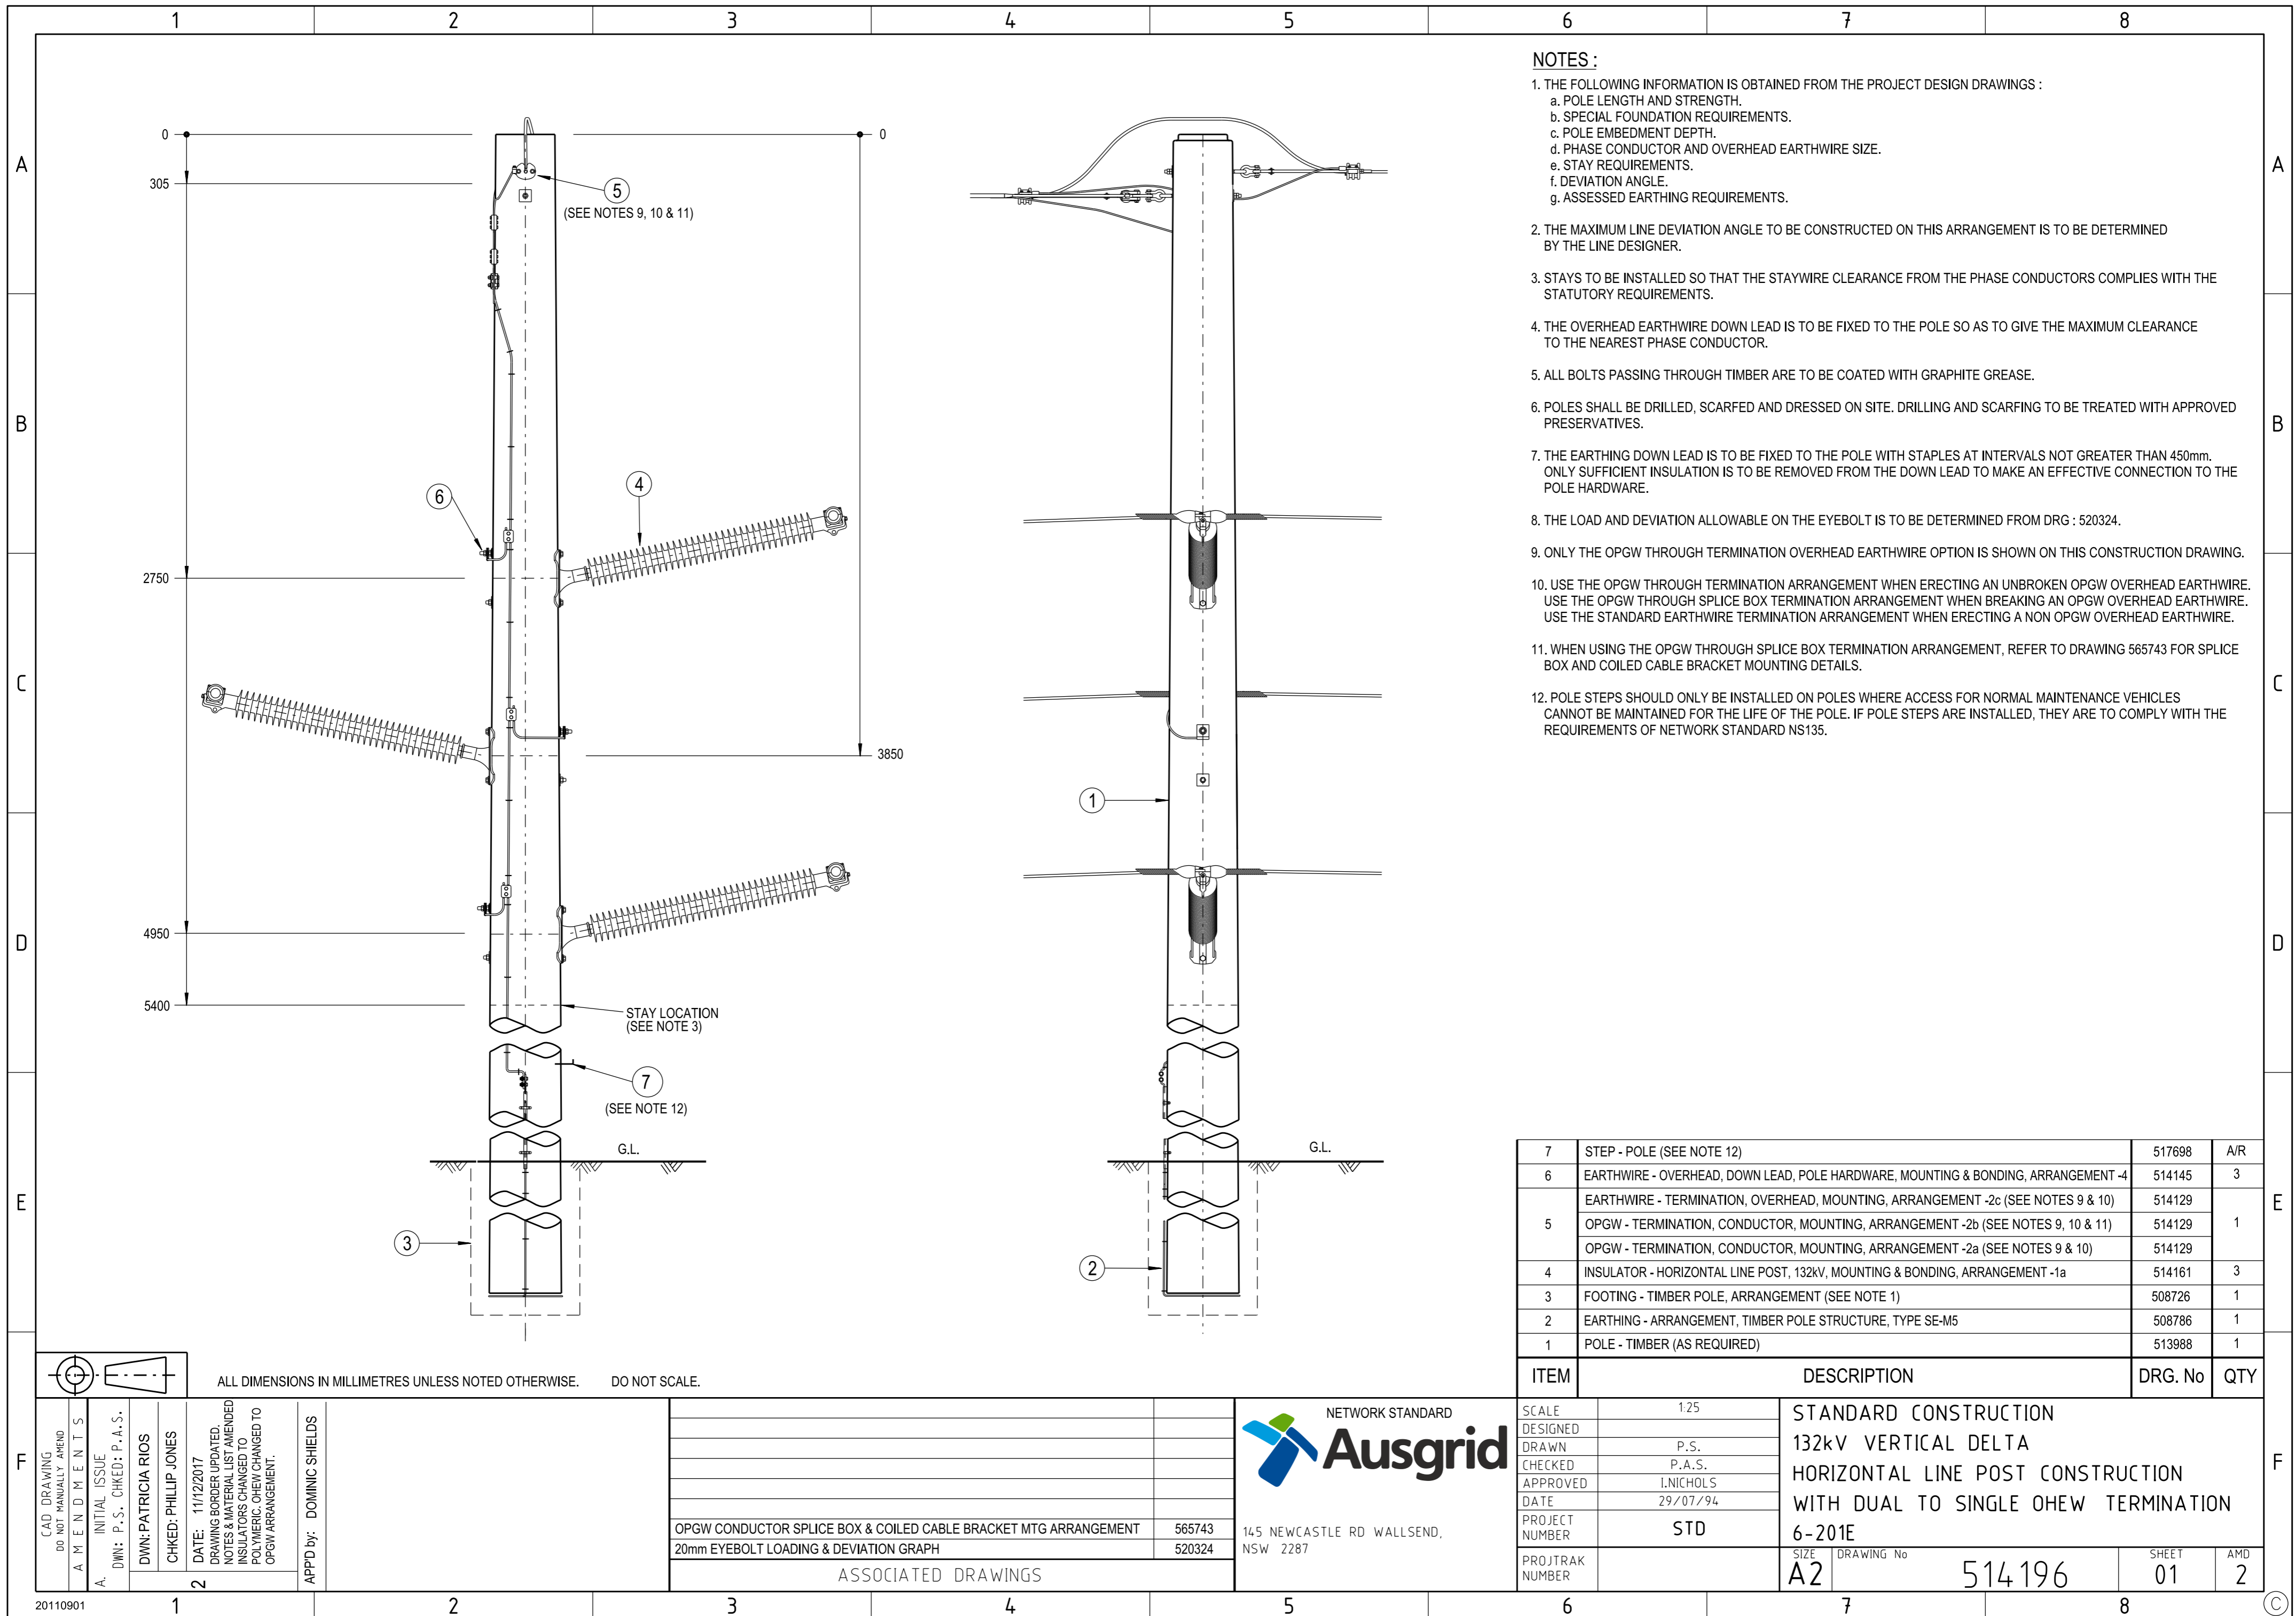 1 2 3 4 5 6 7 8
A
B
C
D
E
F
A
B
C
D
E
F
0
305
2750
4950
5400
0
3850
5
(SEE NOTES 9, 10 & 11)
6
4
STAY LOCATION
(SEE NOTE 3)
7
(SEE NOTE 12)
G.L.
3
1
G.L.
2
NOTES :
1. THE FOLLOWING INFORMATION IS OBTAINED FROM THE PROJECT DESIGN DRAWINGS :
a. POLE LENGTH AND STRENGTH.
b. SPECIAL FOUNDATION REQUIREMENTS.
c. POLE EMBEDMENT DEPTH.
d. PHASE CONDUCTOR AND OVERHEAD EARTHWIRE SIZE.
e. STAY REQUIREMENTS.
f. DEVIATION ANGLE.
g. ASSESSED EARTHING REQUIREMENTS.
2. THE MAXIMUM LINE DEVIATION ANGLE TO BE CONSTRUCTED ON THIS ARRANGEMENT IS TO BE DETERMINED
BY THE LINE DESIGNER.
3. STAYS TO BE INSTALLED SO THAT THE STAYWIRE CLEARANCE FROM THE PHASE CONDUCTORS COMPLIES WITH THE
STATUTORY REQUIREMENTS.
4. THE OVERHEAD EARTHWIRE DOWN LEAD IS TO BE FIXED TO THE POLE SO AS TO GIVE THE MAXIMUM CLEARANCE
TO THE NEAREST PHASE CONDUCTOR.
5. ALL BOLTS PASSING THROUGH TIMBER ARE TO BE COATED WITH GRAPHITE GREASE.
6. POLES SHALL BE DRILLED, SCARFED AND DRESSED ON SITE. DRILLING AND SCARFING TO BE TREATED WITH APPROVED
PRESERVATIVES.
7. THE EARTHING DOWN LEAD IS TO BE FIXED TO THE POLE WITH STAPLES AT INTERVALS NOT GREATER THAN 450mm.
ONLY SUFFICIENT INSULATION IS TO BE REMOVED FROM THE DOWN LEAD TO MAKE AN EFFECTIVE CONNECTION TO THE
POLE HARDWARE.
8. THE LOAD AND DEVIATION ALLOWABLE ON THE EYEBOLT IS TO BE DETERMINED FROM DRG : 520324.
9. ONLY THE OPGW THROUGH TERMINATION OVERHEAD EARTHWIRE OPTION IS SHOWN ON THIS CONSTRUCTION DRAWING.
10. USE THE OPGW THROUGH TERMINATION ARRANGEMENT WHEN ERECTING AN UNBROKEN OPGW OVERHEAD EARTHWIRE.
USE THE OPGW THROUGH SPLICE BOX TERMINATION ARRANGEMENT WHEN BREAKING AN OPGW OVERHEAD EARTHWIRE.
USE THE STANDARD EARTHWIRE TERMINATION ARRANGEMENT WHEN ERECTING A NON OPGW OVERHEAD EARTHWIRE.
11. WHEN USING THE OPGW THROUGH SPLICE BOX TERMINATION ARRANGEMENT, REFER TO DRAWING 565743 FOR SPLICE
BOX AND COILED CABLE BRACKET MOUNTING DETAILS.
12. POLE STEPS SHOULD ONLY BE INSTALLED ON POLES WHERE ACCESS FOR NORMAL MAINTENANCE VEHICLES
CANNOT BE MAINTAINED FOR THE LIFE OF THE POLE. IF POLE STEPS ARE INSTALLED, THEY ARE TO COMPLY WITH THE
REQUIREMENTS OF NETWORK STANDARD NS135.
7 STEP - POLE (SEE NOTE 12) 517698 A/R
6 EARTHWIRE - OVERHEAD, DOWN LEAD, POLE HARDWARE, MOUNTING & BONDING, ARRANGEMENT -4 514145 3
EARTHWIRE - TERMINATION, OVERHEAD, MOUNTING, ARRANGEMENT -2c (SEE NOTES 9 & 10) 514129
5 OPGW - TERMINATION, CONDUCTOR, MOUNTING, ARRANGEMENT -2b (SEE NOTES 9, 10 & 11) 514129 1
OPGW - TERMINATION, CONDUCTOR, MOUNTING, ARRANGEMENT -2a (SEE NOTES 9 & 10) 514129
4 INSULATOR - HORIZONTAL LINE POST, 132kV, MOUNTING & BONDING, ARRANGEMENT -1a 514161 3
3 FOOTING - TIMBER POLE, ARRANGEMENT (SEE NOTE 1) 508726 1
2 EARTHING - ARRANGEMENT, TIMBER POLE STRUCTURE, TYPE SE-M5 508786 1
1 POLE - TIMBER (AS REQUIRED) 513988 1
ITEM DESCRIPTION DRG. No QTY
ALL DIMENSIONS IN MILLIMETRES UNLESS NOTED OTHERWISE. DO NOT SCALE.
CAD DRAWING
DO NOT MANUALLY AMEND
AMENDMENTS
A. INITIAL ISSUE
DWN: P.S. CHKED: P.A.S.
2
DWN: PATRICIA RIOS
CHKED: PHILLIP JONES
DATE: 11/12/2017
DRAWING BORDER UPDATED.
NOTES & MATERIAL LIST AMENDED
INSULATORS CHANGED TO
POLYMERIC. OHEW CHANGED TO
OPGW ARRANGEMENT.
APP'D by: DOMINIC SHIELDS
OPGW CONDUCTOR SPLICE BOX & COILED CABLE BRACKET MTG ARRANGEMENT 565743
20mm EYEBOLT LOADING & DEVIATION GRAPH 520324
ASSOCIATED DRAWINGS
NETWORK STANDARD
Ausgrid
145 NEWCASTLE RD WALLSEND,
NSW 2287
SCALE 1:25
DESIGNED
DRAWN P.S.
CHECKED P.A.S.
APPROVED I.NICHOLS
DATE 29/07/94
PROJECT
NUMBER STD
PROJTRAK
NUMBER
STANDARD CONSTRUCTION
132kV VERTICAL DELTA
HORIZONTAL LINE POST CONSTRUCTION
WITH DUAL TO SINGLE OHEW TERMINATION
6-201E
SIZE A2
DRAWING No 514196
SHEET 01
AMD 2
20110901
1 2 3 4 5 6 7 8
©